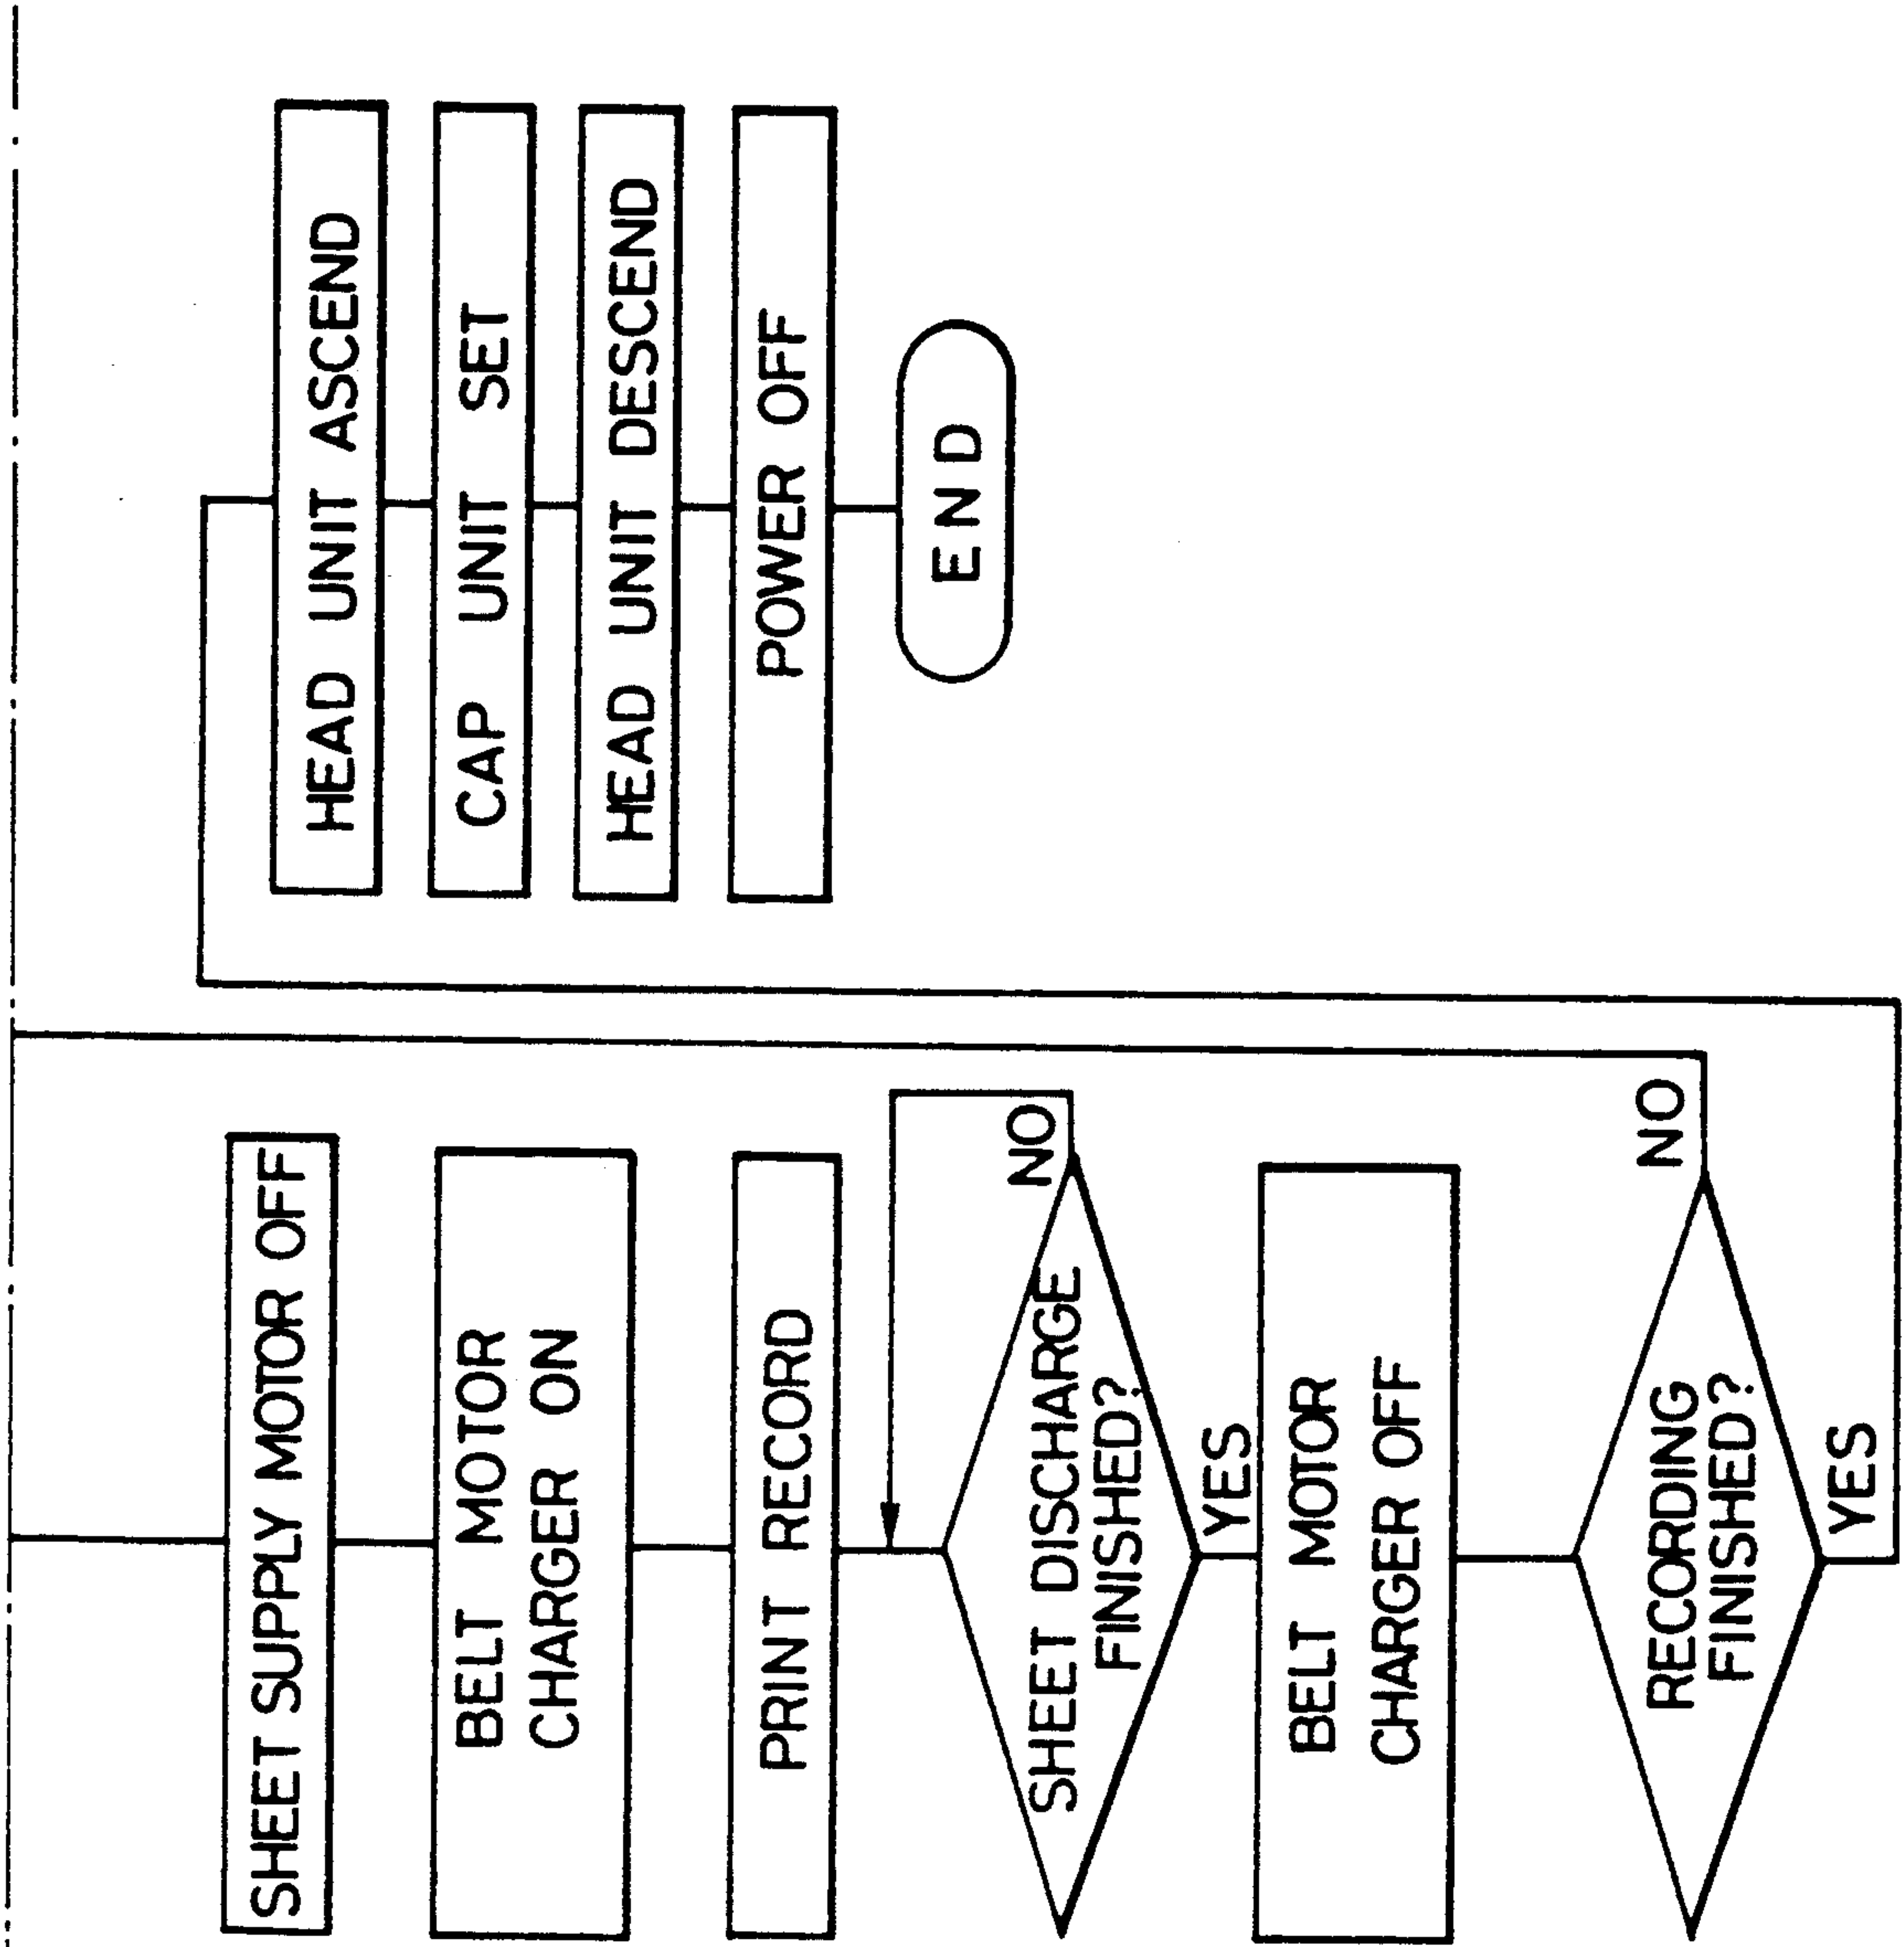 SHEET SUPPLY MOTOR OFF
BELT MOTOR
CHARGER ON
PRINT RECORD
SHEET DISCHARGE
FINISHED?
NO
YES
BELT MOTOR
CHARGER OFF
RECORDING
FINISHED?
NO
YES
HEAD UNIT ASCEND
CAP UNIT SET
HEAD UNIT DESCEND
POWER OFF
END